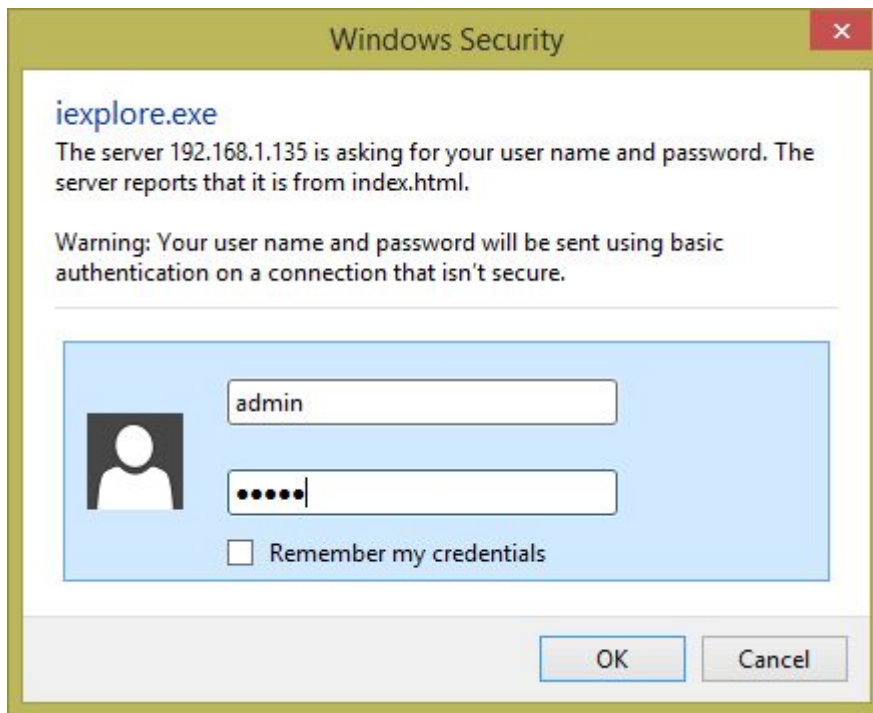 Windows Security
iexplore.exe
The server 192.168.1.135 is asking for your user name and password. The
server reports that it is from index.html.
Warning: Your user name and password will be sent using basic
authentication on a connection that isn't secure.
admin
•••••
Remember my credentials
OK
Cancel